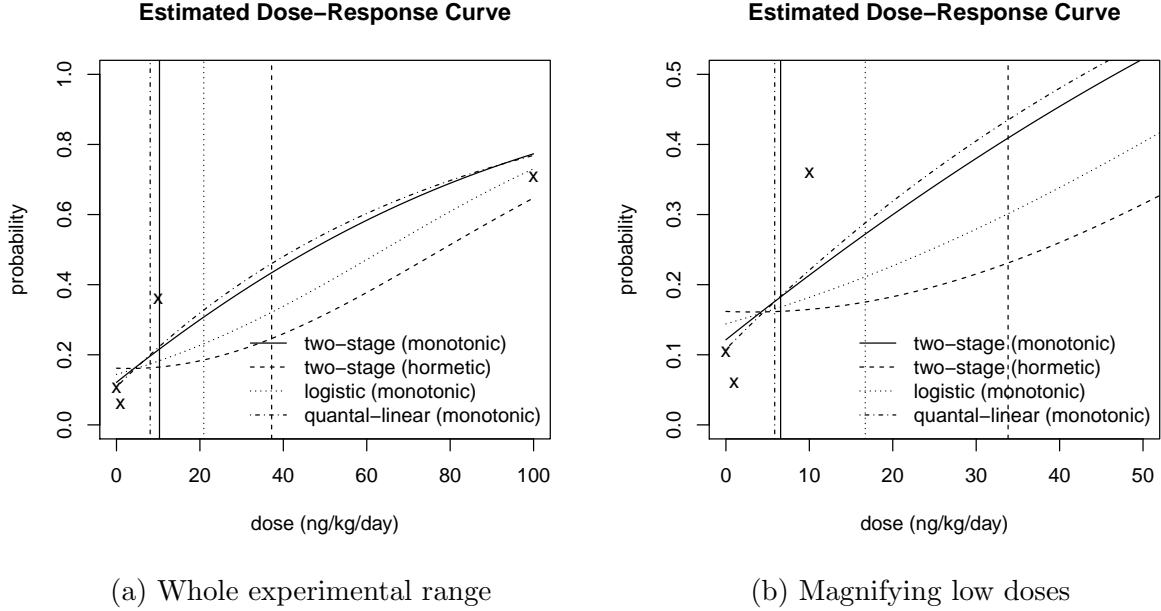 Estimated Dose−Response Curve
1.0
0.8
0.6
0.4
0.2
0.0
probability
x
x
x
x
two−stage (monotonic)
two−stage (hormetic)
logistic (monotonic)
quantal−linear (monotonic)
0 20 40 60 80 100
dose (ng/kg/day)
(a) Whole experimental range
Estimated Dose−Response Curve
0.5
0.4
0.3
0.2
0.1
0.0
probability
x
x
x
two−stage (monotonic)
two−stage (hormetic)
logistic (monotonic)
quantal−linear (monotonic)
0 10 20 30 40 50
dose (ng/kg/day)
(b) Magnifying low doses